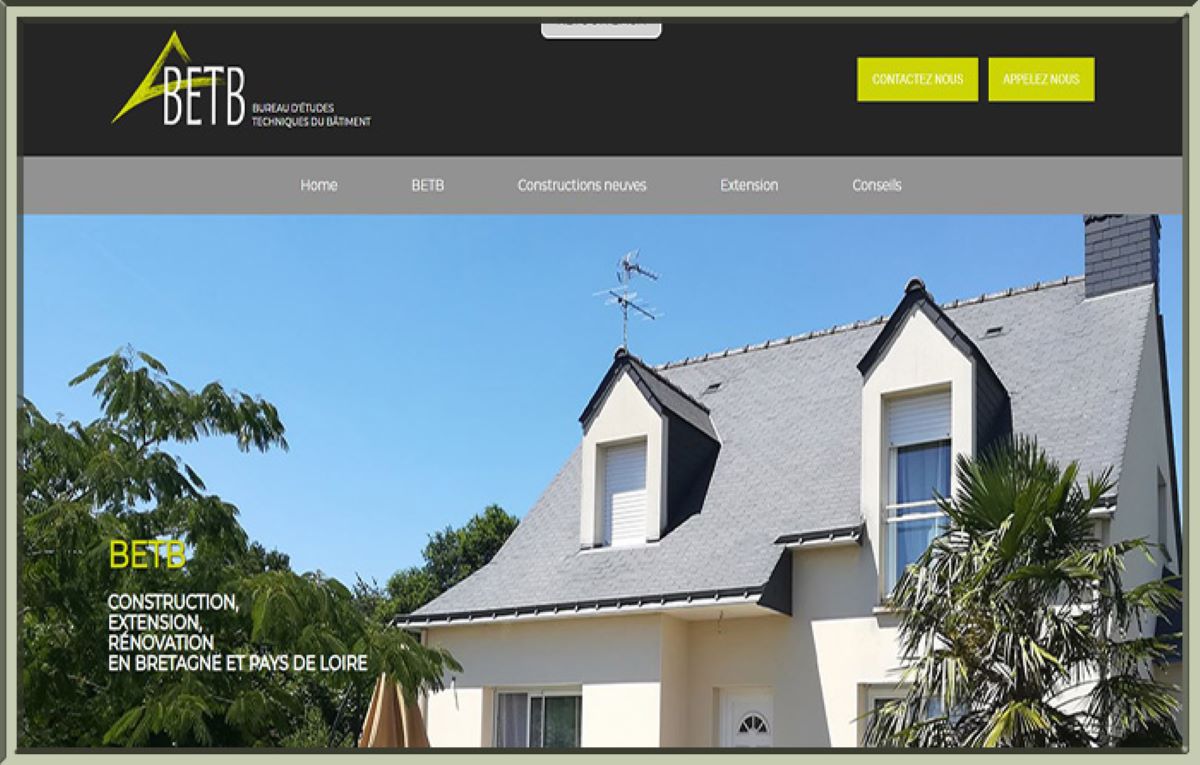 BETB
BUREAU D'ÉTUDES
TECHNIQUES DU BÂTIMENT
CONTACTEZ NOUS
APPELEZ NOUS
Home
BETB
Constructions neuves
Extension
Conseils
BETB
CONSTRUCTION,
EXTENSION,
RÉNOVATION
EN BRETAGNE ET PAYS DE LOIRE